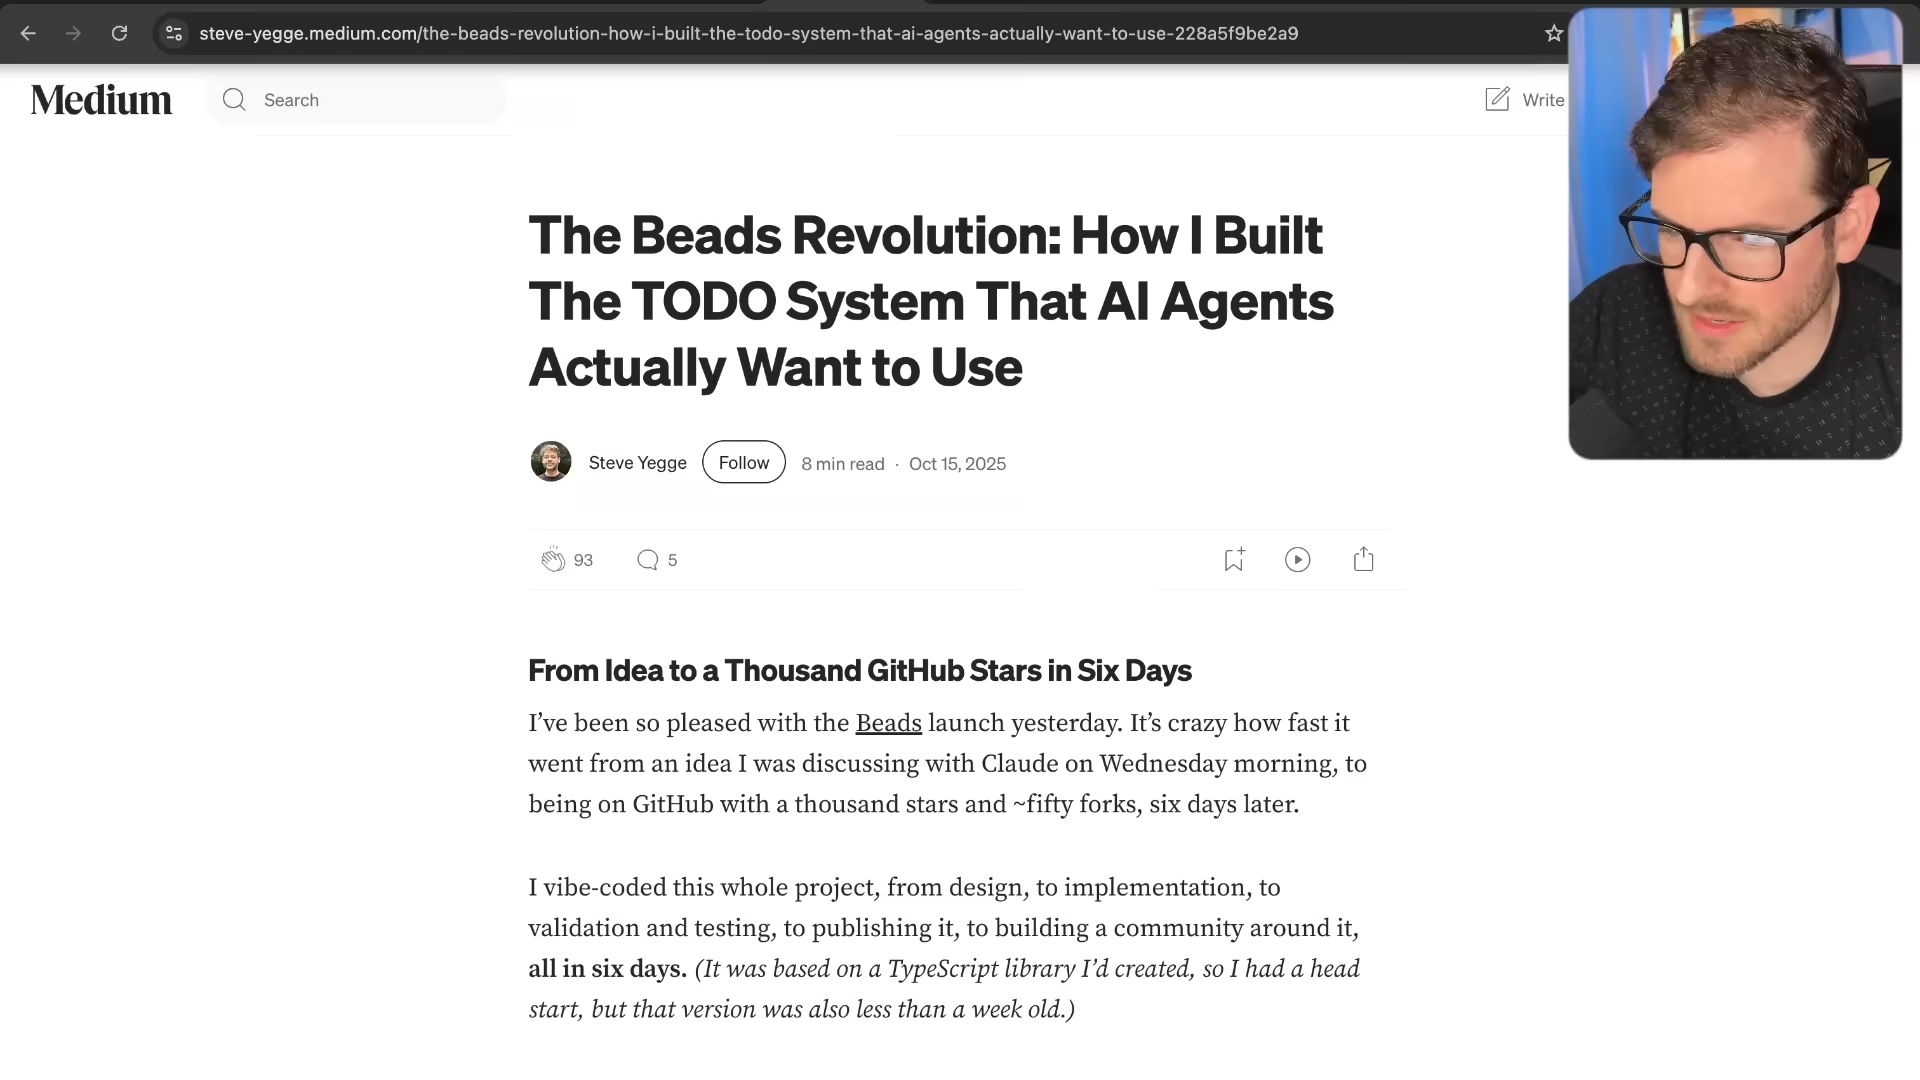 steve-yegge.medium.com/the-beads-revolution-how-i-built-the-todo-system-that-ai-agents-actually-want-to-use-228a5f9be2a9
Medium
Search
Write
The Beads Revolution: How I Built
The TODO System That AI Agents
Actually Want to Use
Steve Yegge
Follow
8 min read · Oct 15, 2025
93
5
From Idea to a Thousand GitHub Stars in Six Days
I’ve been so pleased with the Beads launch yesterday. It’s crazy how fast it
went from an idea I was discussing with Claude on Wednesday morning, to
being on GitHub with a thousand stars and ~fifty forks, six days later.
I vibe-coded this whole project, from design, to implementation, to
validation and testing, to publishing it, to building a community around it,
all in six days. (It was based on a TypeScript library I’d created, so I had a head
start, but that version was also less than a week old.)